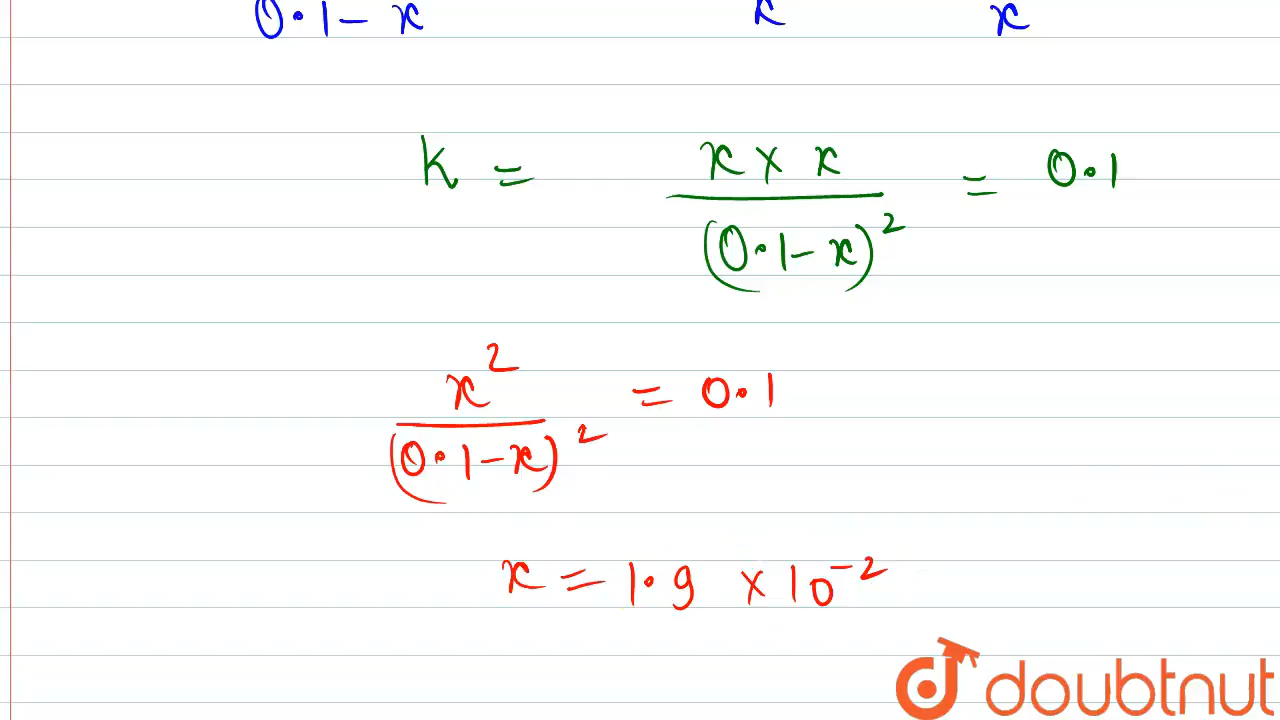 0.1 - x x x
K = x × x / (0.1 - x)² = 0.1
x² / (0.1 - x)² = 0.1
x = 1.9 × 10⁻²
doubtnut